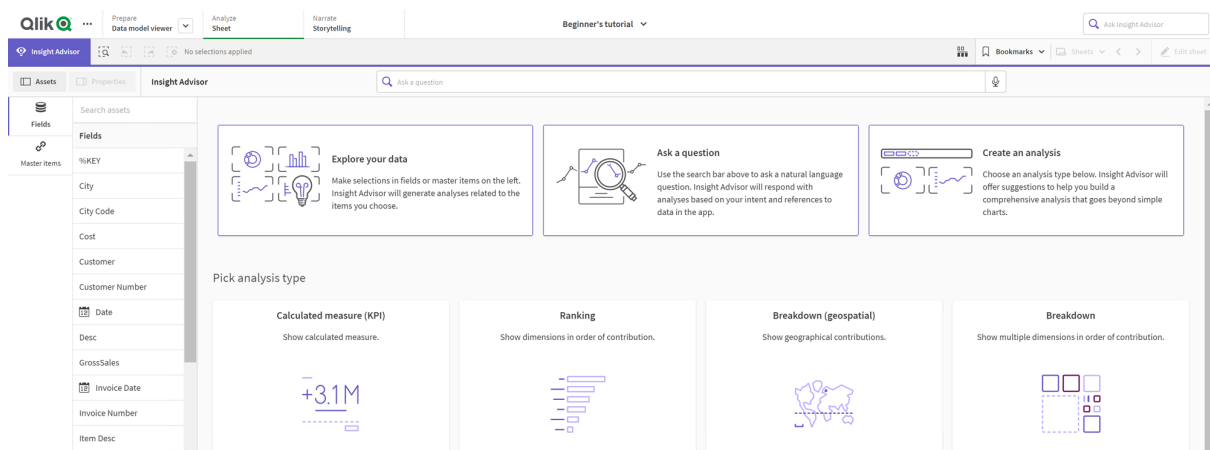 Qlik
Prepare
Data model viewer
Analyze
Sheet
Narrate
Storytelling
Beginner's tutorial
Ask Insight Advisor
Insight Advisor
No selections applied
Bookmarks
Sheets
Edit sheet
Assets
Properties
Insight Advisor
Ask a question
Fields
Master items
Search assets
Fields
%KEY
City
City Code
Cost
Customer
Customer Number
Date
Desc
GrossSales
Invoice Date
Invoice Number
Item Desc
Explore your data
Make selections in fields or master items on the left.
Insight Advisor will generate analyses related to the
items you choose.
Ask a question
Use the search bar above to ask a natural language
question. Insight Advisor will respond with
analyses based on your intent and references to
data in the app.
Create an analysis
Choose an analysis type below. Insight Advisor will
offer suggestions to help you build a
comprehensive analysis that goes beyond simple
charts.
Pick analysis type
Calculated measure (KPI)
Show calculated measure.
+3.1M
Ranking
Show dimensions in order of contribution.
Breakdown (geospatial)
Show geographical contributions.
Breakdown
Show multiple dimensions in order of contribution.